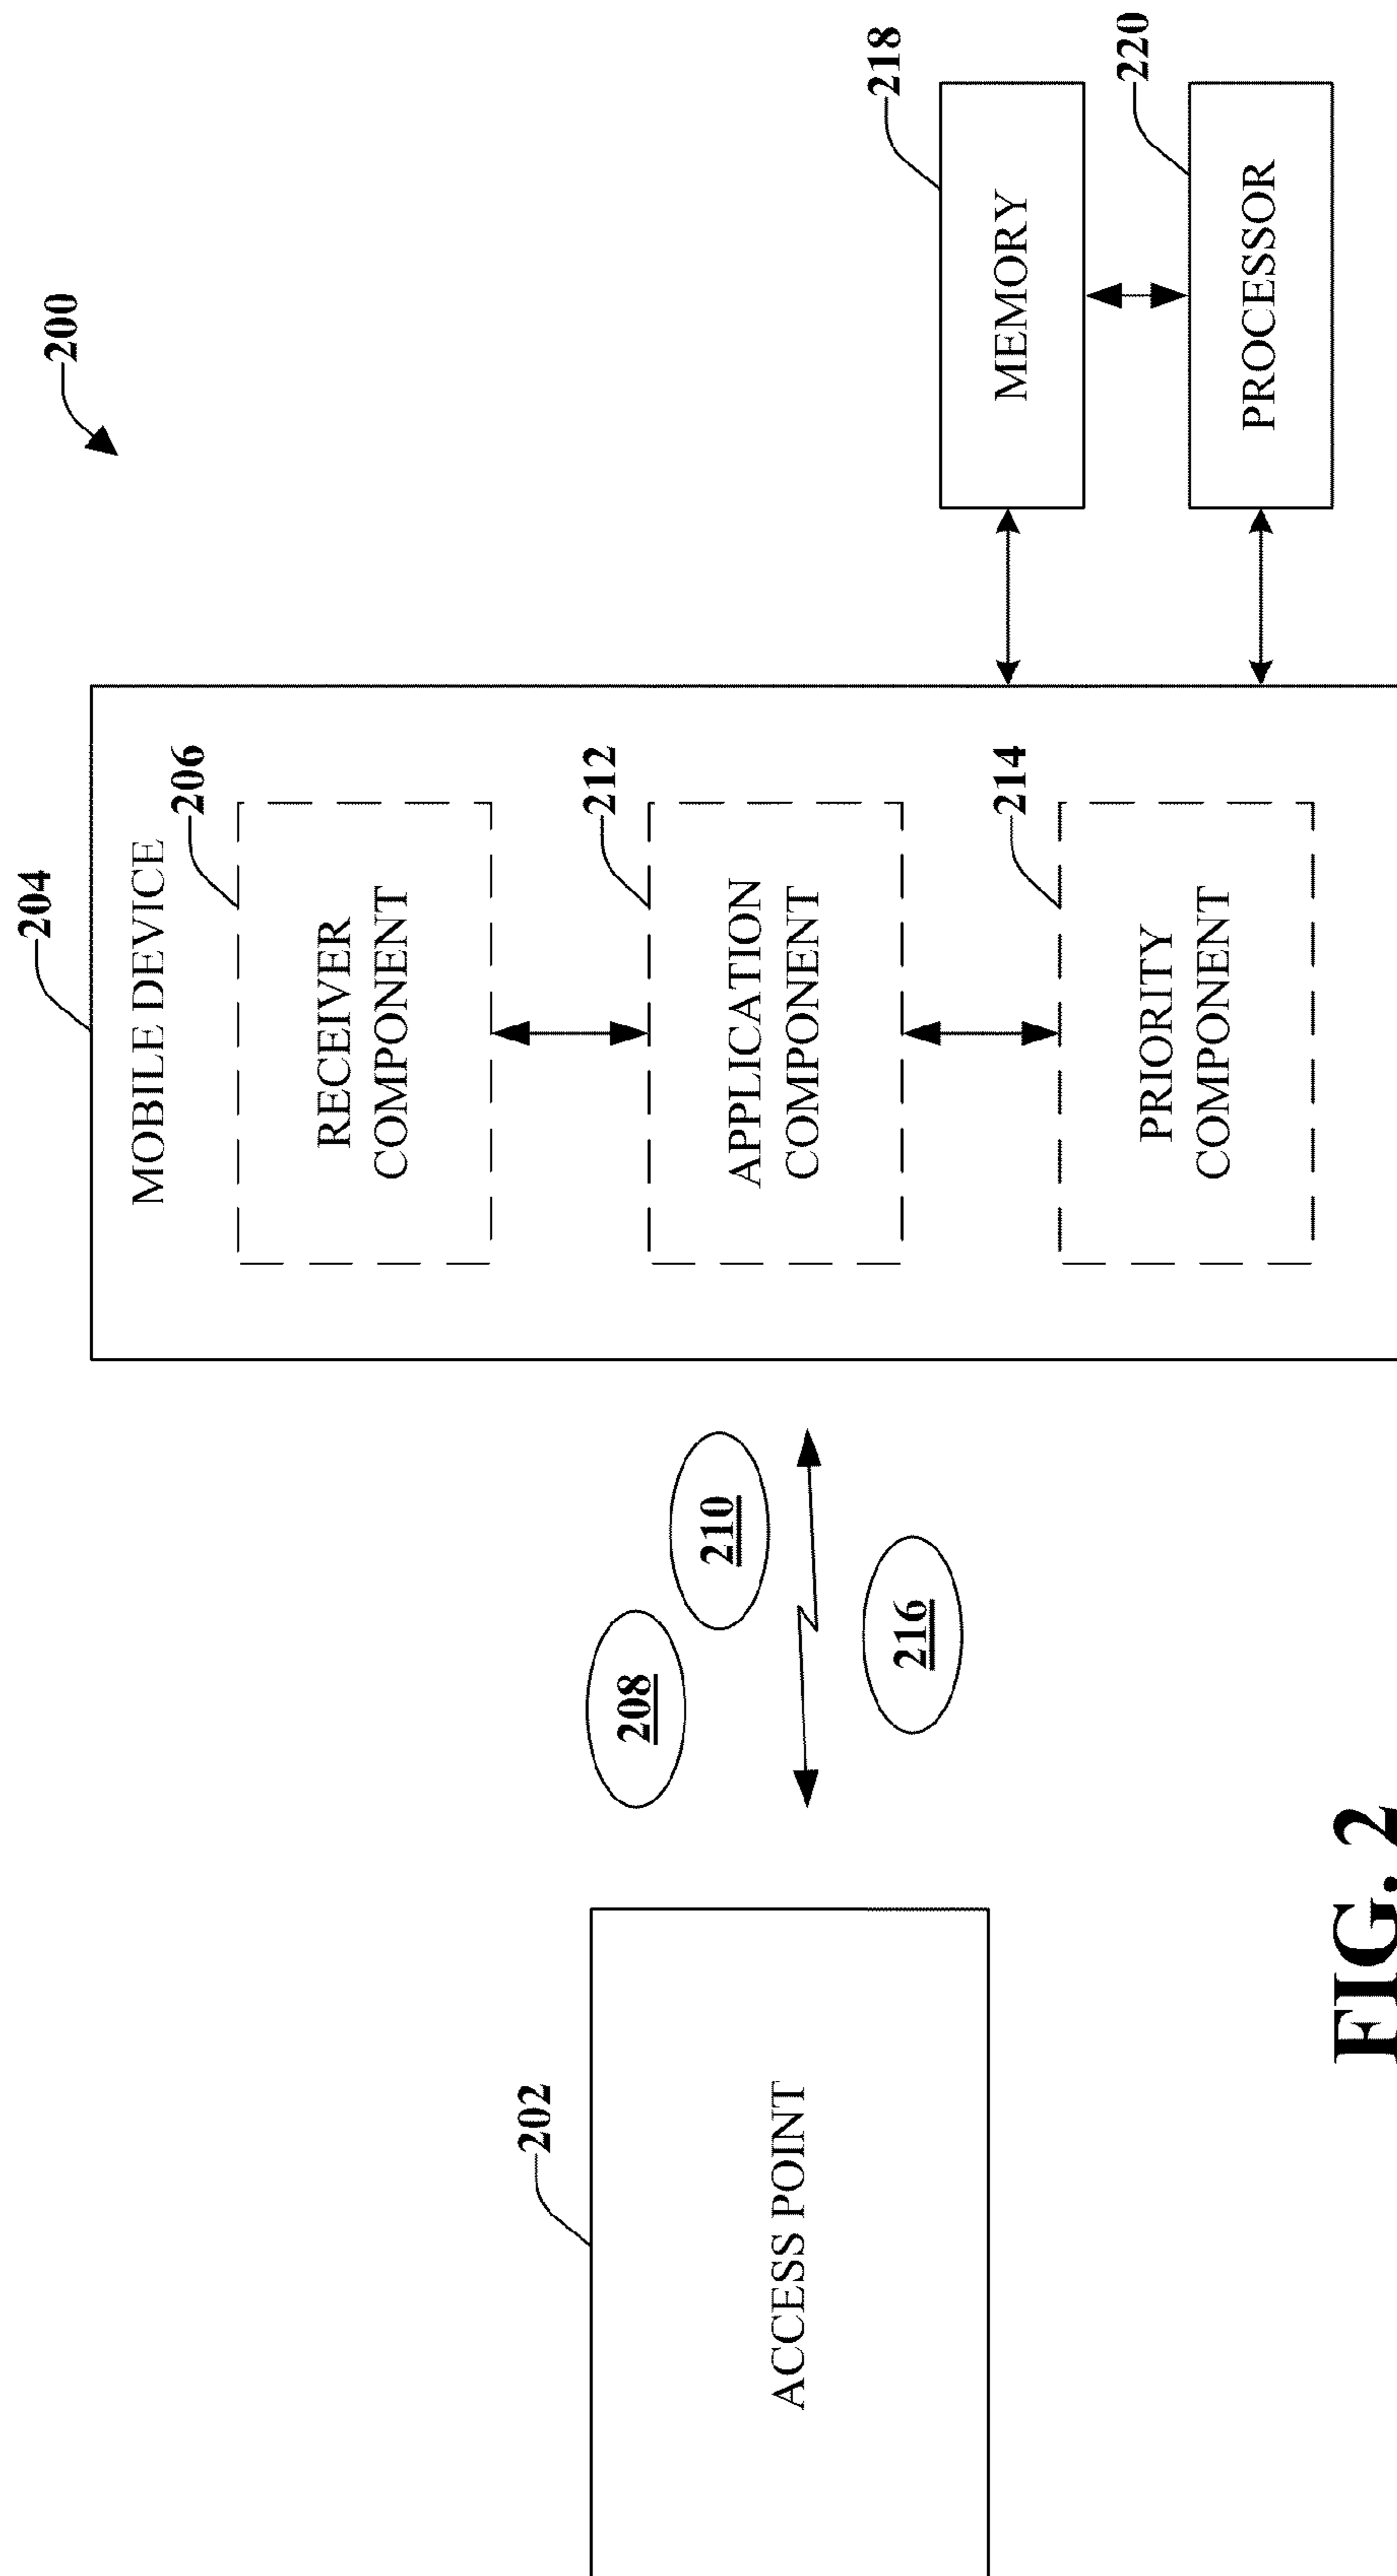 200
204
MOBILE DEVICE
206
RECEIVER
COMPONENT
212
APPLICATION
COMPONENT
214
PRIORITY
COMPONENT
218
MEMORY
220
PROCESSOR
208
210
216
202
ACCESS POINT
FIG. 2